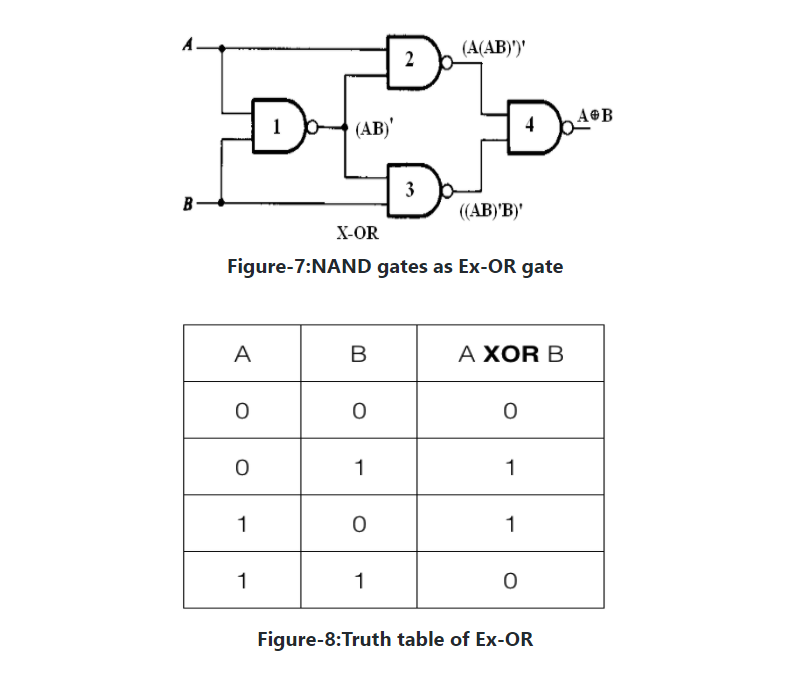 A
2
(A(AB)')'
1
(AB)'
4
A⊕B
B
3
((AB)'B)'
X-OR
Figure-7:NAND gates as Ex-OR gate
A B A XOR B
0 0 0
0 1 1
1 0 1
1 1 0
Figure-8:Truth table of Ex-OR